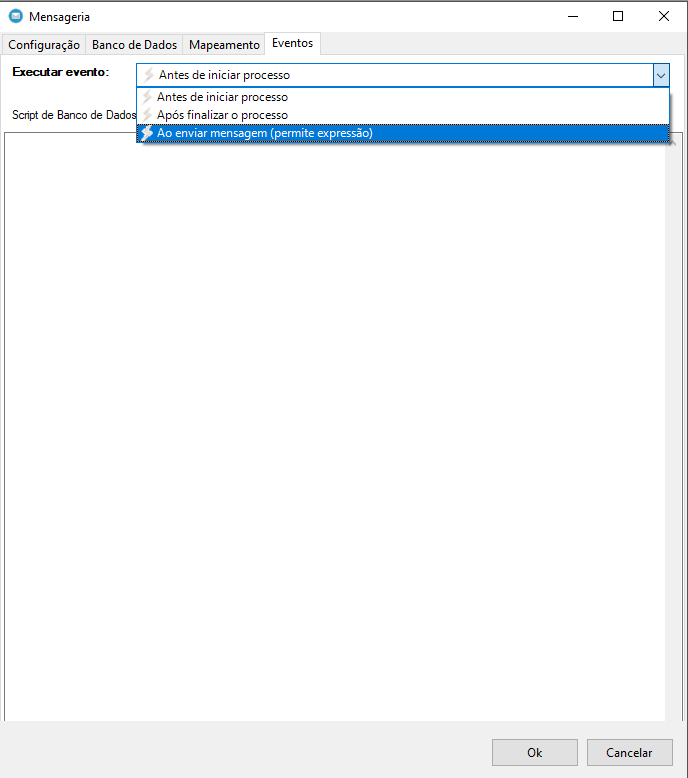 Mensageria
Configuração Banco de Dados Mapeamento Eventos
Executar evento: Antes de iniciar processo
Antes de iniciar processo
Script de Banco de Dados Após finalizar o processo
Ao enviar mensagem (permite expressão)
Ok Cancelar